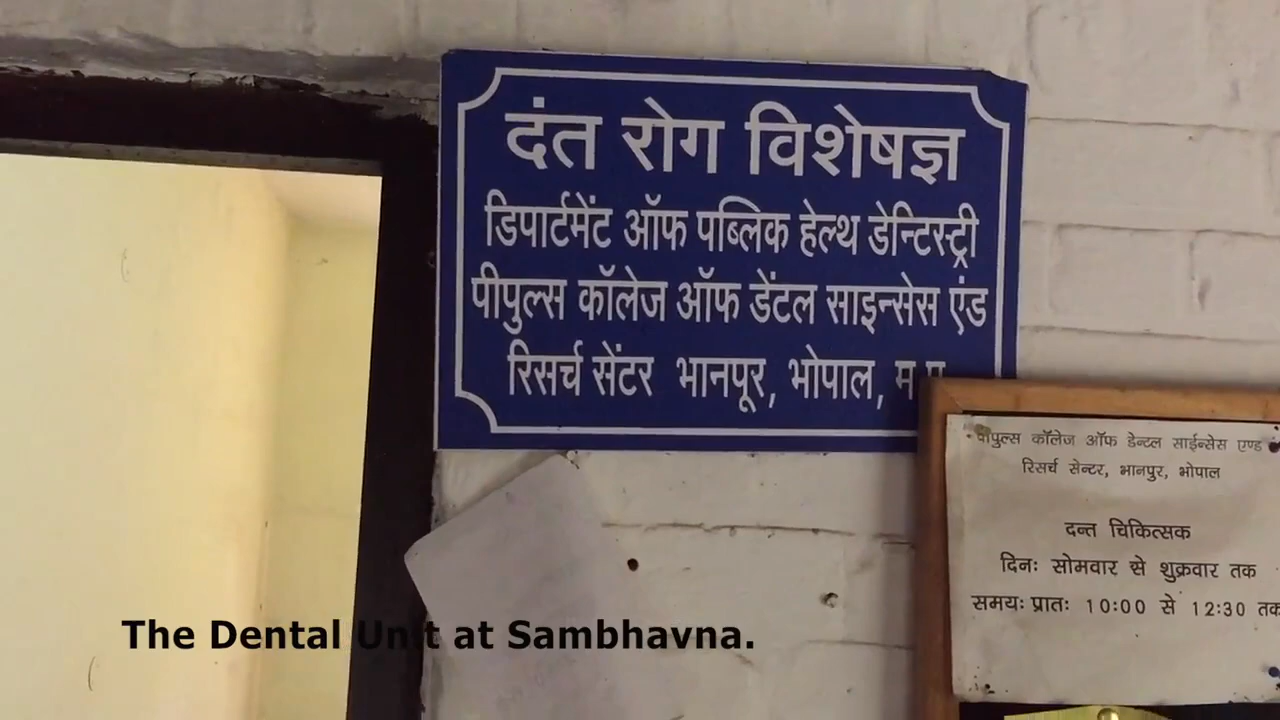 दंत रोग विशेषज्ञ
डिपार्टमेंट ऑफ पब्लिक हेल्थ डेन्टिस्ट्री
पीपुल्स कॉलेज ऑफ डेंटल साइन्सेस एंड
रिसर्च सेंटर भानपूर, भोपाल, म प्र
पीपुल्स कॉलेज ऑफ डेन्टल साईन्सेस एण्ड
रिसर्च सेन्टर, भानपुर, भोपाल
दन्त चिकित्सक
दिनः सोमवार से शुक्रवार तक
समयः प्रातः 10:00 से 12:30 तक
The Dental Unit at Sambhavna.